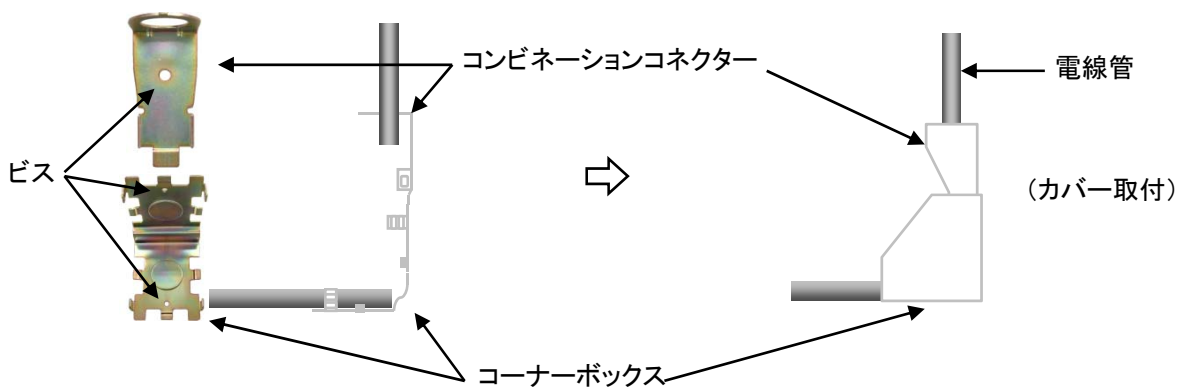 コンビネーションコネクター
電線管
ビス
（カバー取付）
コーナーボックス